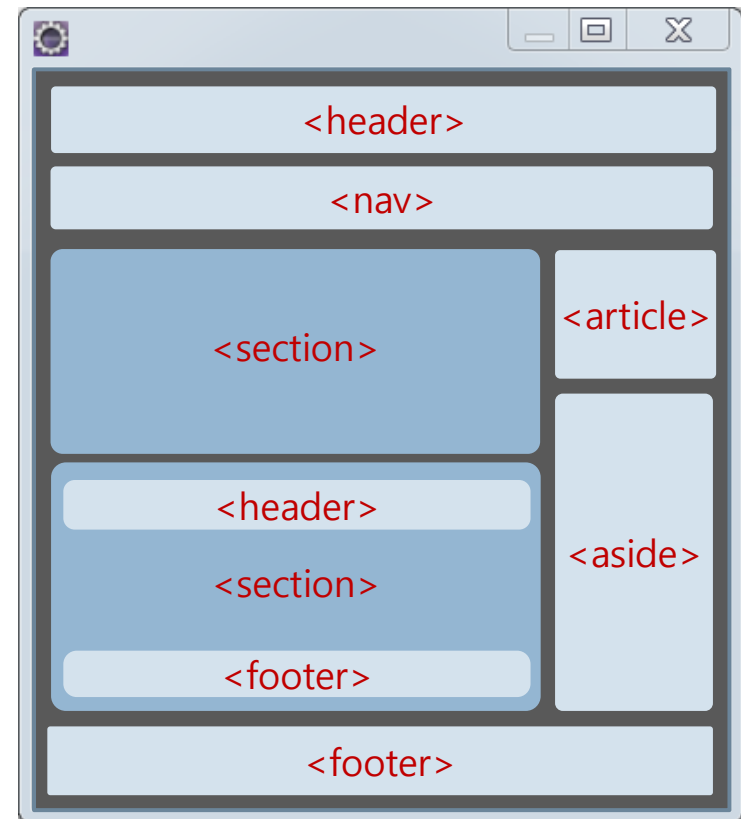 <header>
<nav>
<section>
<article>
<header>
<section>
<aside>
<footer>
<footer>